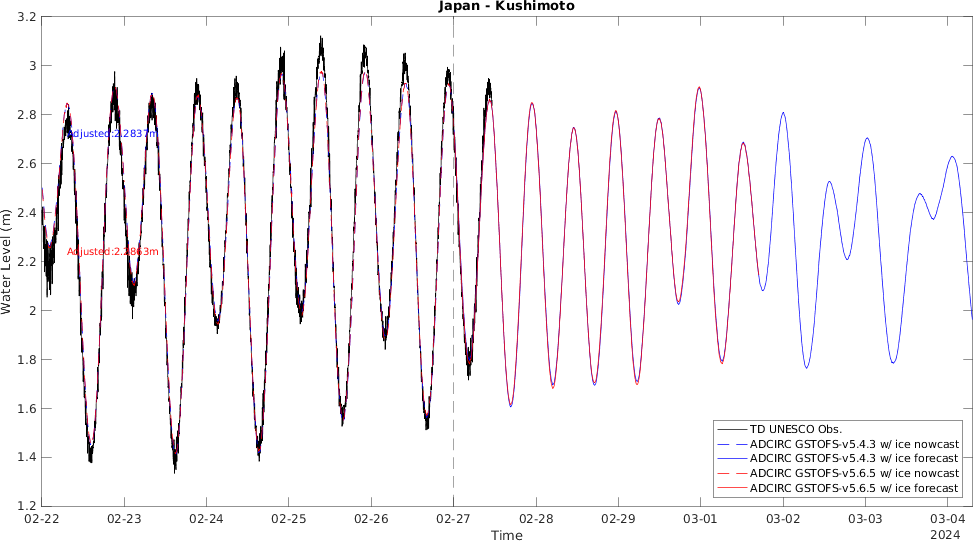 Japan - Kushimoto
3.2
3
2.8
2.6
2.4
2.2
2
1.8
1.6
1.4
1.2
Water Level (m)
Adjusted:2.2837m
Adjusted:2.2863m
TD UNESCO Obs.
ADCIRC GSTOFS-v5.4.3 w/ ice nowcast
ADCIRC GSTOFS-v5.4.3 w/ ice forecast
ADCIRC GSTOFS-v5.6.5 w/ ice nowcast
ADCIRC GSTOFS-v5.6.5 w/ ice forecast
02-22 02-23 02-24 02-25 02-26 02-27 02-28 02-29 03-01 03-02 03-03 03-04
Time 2024